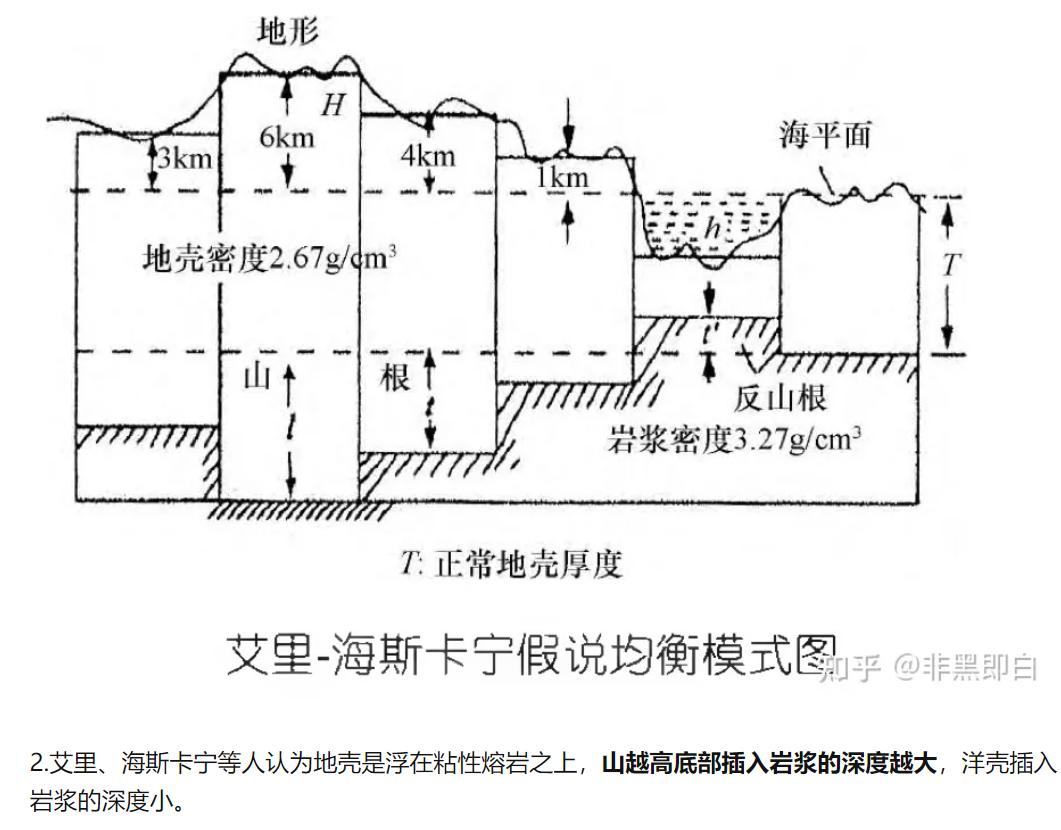 地形
H
6km
3km
4km
1km
海平面
h
地壳密度2.67g/cm³
T
t'
山
根
t
t
反山根
岩浆密度3.27g/cm³
T: 正常地壳厚度
艾里-海斯卡宁假说均衡模式图
知乎 @非黑即白
2.艾里、海斯卡宁等人认为地壳是浮在粘性熔岩之上，山越高底部插入岩浆的深度越大，洋壳插入
岩浆的深度小。